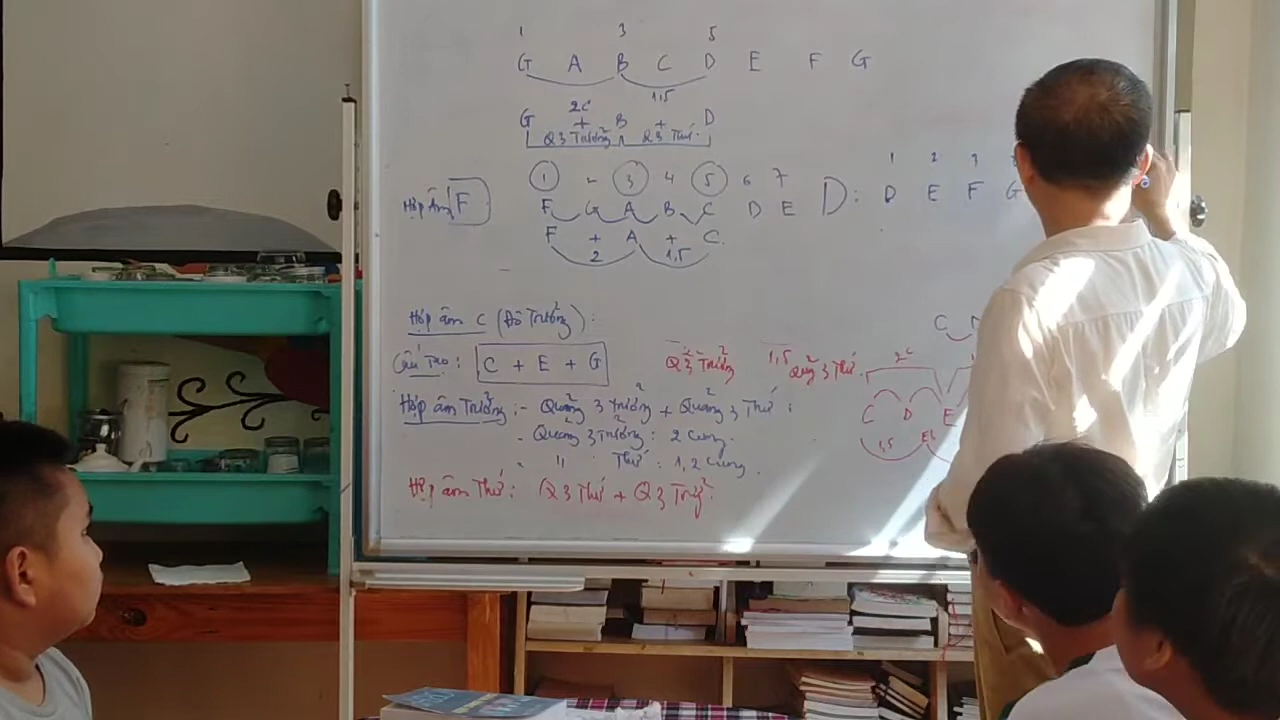 1 3 5
G A B C D E F G
2C 1,5
G + B + D
Q3 Trưởng Q3 Thứ
1 2 3 4 5 6 7
Hợp Âm F
F G A B C D E
F + A + C
2 1,5
1 2 3
D: D E F G
Hợp âm C (Đô Trưởng):
Cấu Tạo: C + E + G
Hợp âm Trưởng: - Quãng 3 trưởng + Quãng 3 Thứ:
- Quãng 3 Trưởng: 2 cung.
" Thứ: 1,2 cung.
Hợp âm Thứ: Q3 Thứ + Q3 Trưởng
Q3 Trưởng 1,5 Quãng 3 Thứ
C
2C
C D E
1,5 Eb